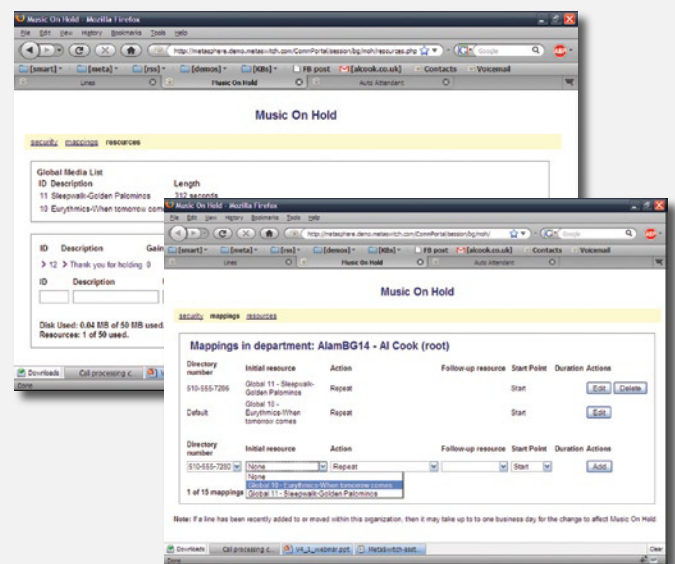 Music On Hold - Mozilla Firefox
File Edit View History Bookmarks Tools Help
http://metasphere.demo.metaswitch.com/CommPortal/session/bg/moh/resources.php
Google
[smart] [meta] [rss] [demos] [KBs] FB post [alcook.co.uk] Contacts Voicemail
Lines Music On Hold Auto Attendant
Music On Hold
security mappings resources
Global Media List
ID Description Length
11 Sleepwalk-Golden Palominos 312 seconds
10 Eurythmics-When tomorrow com
ID Description Gain
12 Thank you for holding 0
ID Description
Disk Used: 0.04 MB of 50 MB used.
Resources: 1 of 50 used.
Downloads Call processing c...
Done
Music On Hold - Mozilla Firefox
File Edit View History Bookmarks Tools Help
http://metasphere.demo.metaswitch.com/CommPortal/session/bg/moh/
Google
[smart] [meta] [rss] [demos] [KBs] FB post [alcook.co.uk] Contacts Voicemail
Lines Music On Hold Auto Attendant
Music On Hold
security mappings resources
Mappings in department: AlamBG14 - Al Cook (root)
Directory number Initial resource Action Follow-up resource Start Point Duration Actions
510-555-7286 Global 11 - Sleepwalk-Golden Palominos Repeat Start Edit Delete
Default Global 10 - Eurythmics-When tomorrow comes Repeat Start Edit
Directory number Initial resource Action Follow-up resource Start Point Duration Actions
510-555-7280 None Repeat Start Add
None
Global 10 - Eurythmics-When tomorrow comes
Global 11 - Sleepwalk-Golden Palominos
1 of 15 mappings
Note: If a line has been recently added to or moved within this organization, then it may take up to to one business day for the change to affect Music On Hold.
Downloads Call processing c... v4_1_webinar.ppt Clear
Done